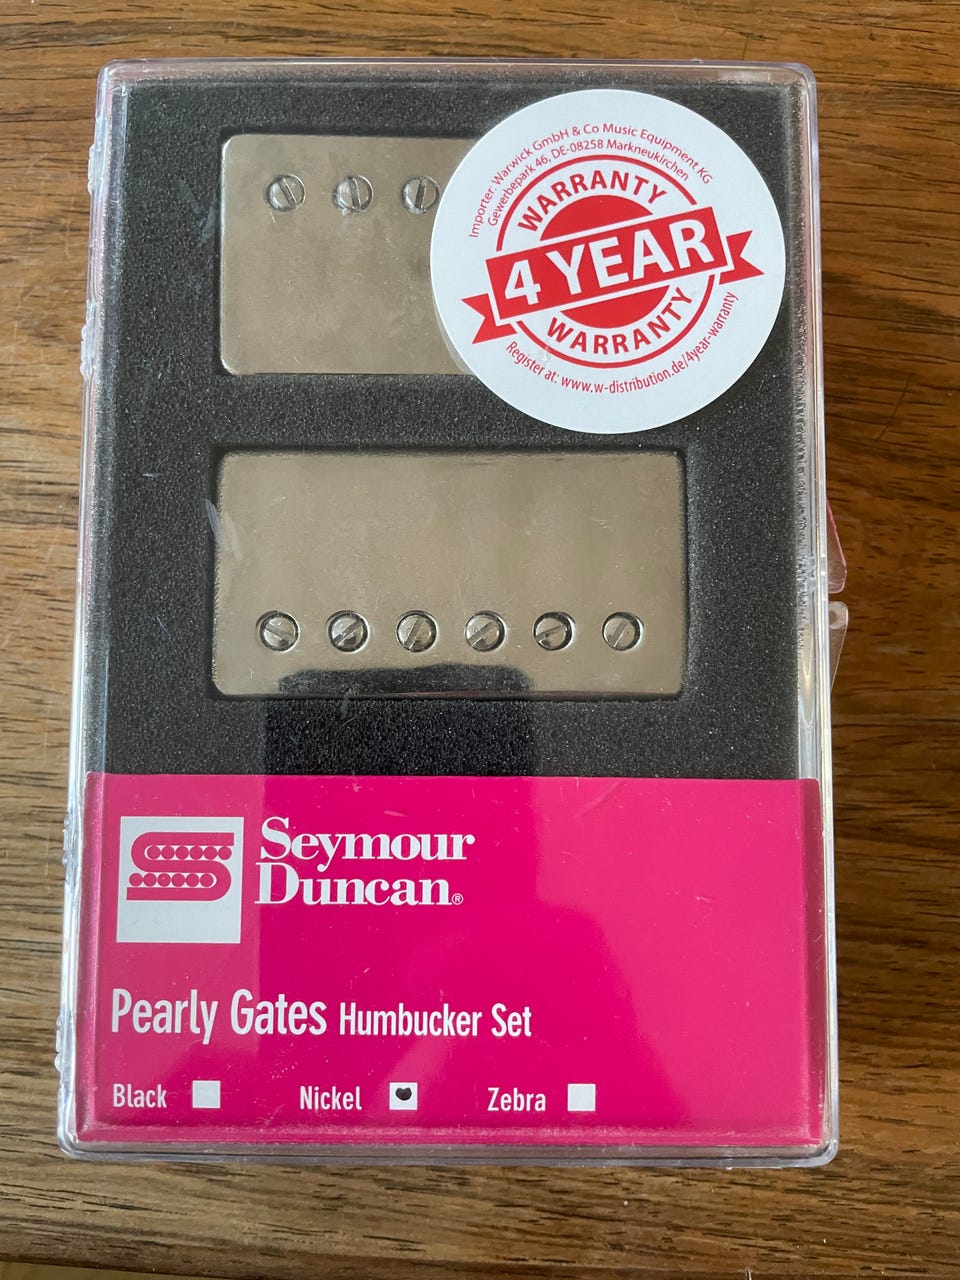 Importer: Warwick GmbH & Co Music Equipment KG
Gewerbepark 46, DE-08258 Markneukirchen
WARRANTY
4 YEAR
WARRANTY
Register at: www.w-distribution.de/4year-warranty
Seymour
Duncan®
Pearly Gates Humbucker Set
Black Nickel Zebra